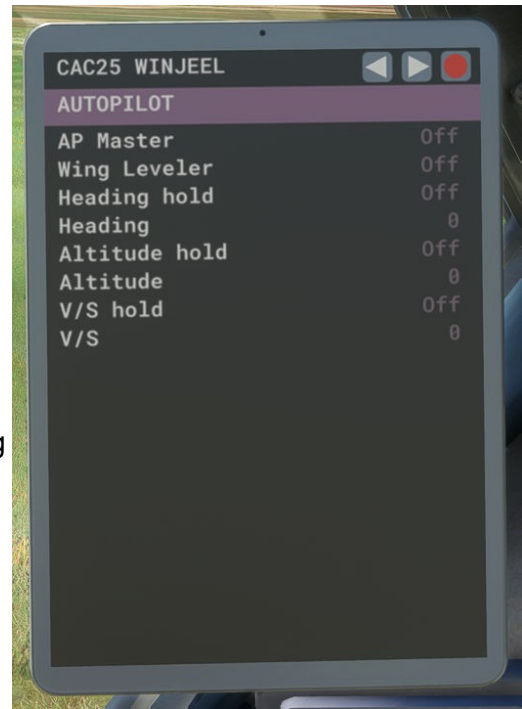 CAC25 WINJEEL
AUTOPILOT
AP Master Off
Wing Leveler Off
Heading hold Off
Heading 0
Altitude hold Off
Altitude 0
V/S hold Off
V/S 0
g